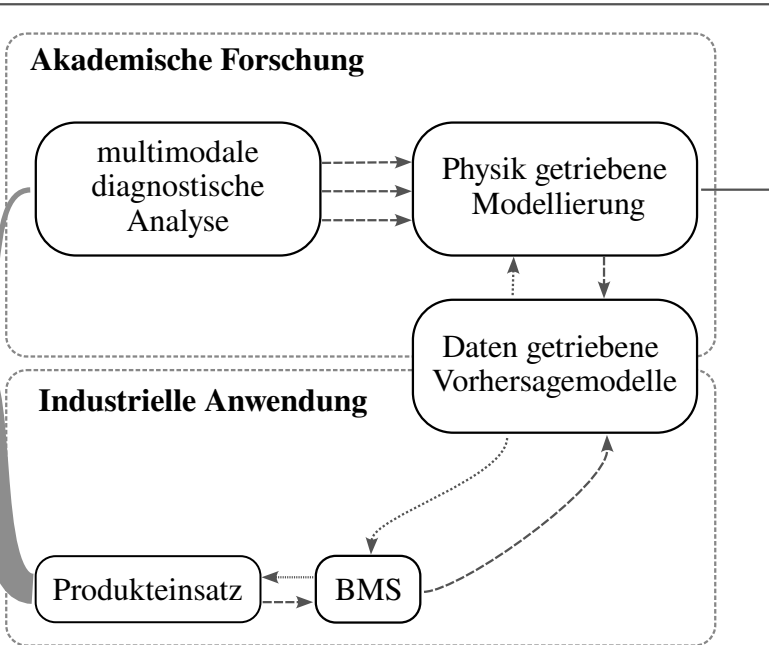 Akademische Forschung
multimodale
diagnostische
Analyse
Physik getriebene
Modellierung
Daten getriebene
Vorhersagemodelle
Industrielle Anwendung
Produkteinsatz
BMS